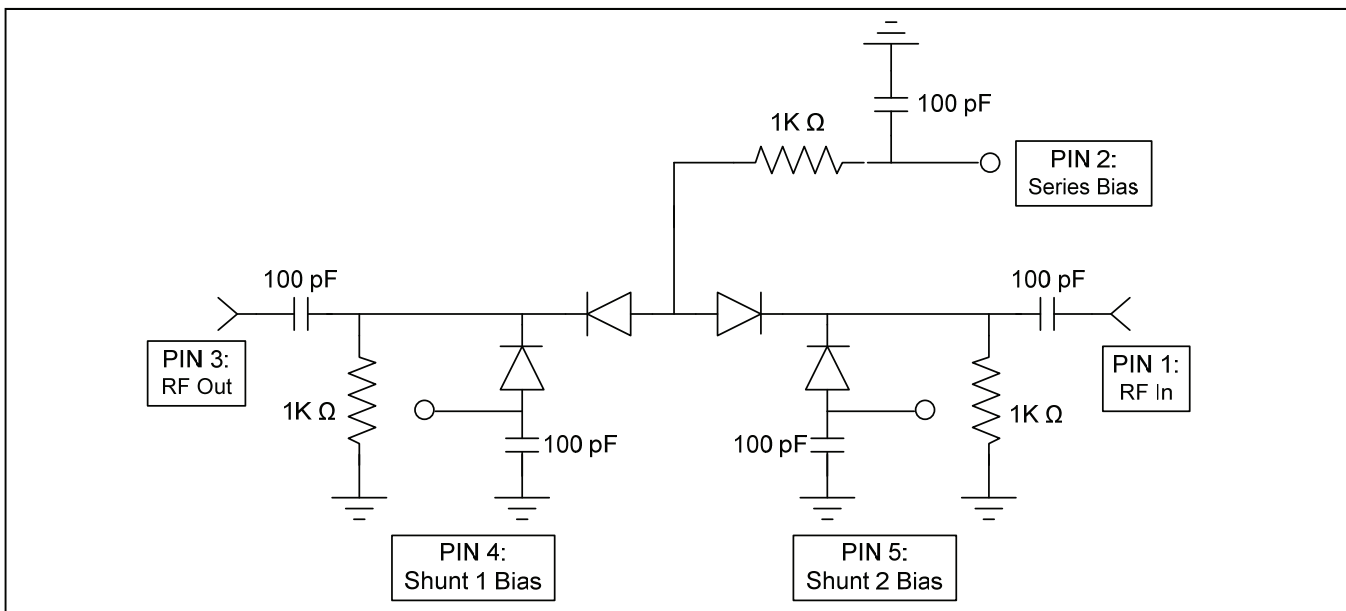 100 pF
1K Ω
PIN 2:
Series Bias
100 pF
100 pF
PIN 3:
RF Out
PIN 1:
RF In
1K Ω
100 pF
100 pF
1K Ω
PIN 4:
Shunt 1 Bias
PIN 5:
Shunt 2 Bias